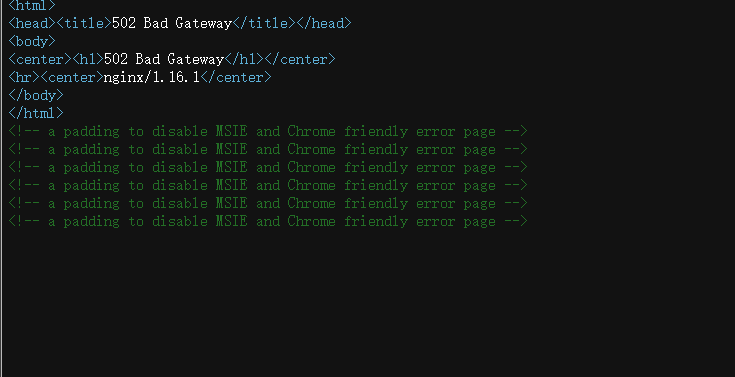 <html>
<head><title>502 Bad Gateway</title></head>
<body>
<center><h1>502 Bad Gateway</h1></center>
<hr><center>nginx/1.16.1</center>
</body>
</html>
<!-- a padding to disable MSIE and Chrome friendly error page -->
<!-- a padding to disable MSIE and Chrome friendly error page -->
<!-- a padding to disable MSIE and Chrome friendly error page -->
<!-- a padding to disable MSIE and Chrome friendly error page -->
<!-- a padding to disable MSIE and Chrome friendly error page -->
<!-- a padding to disable MSIE and Chrome friendly error page -->